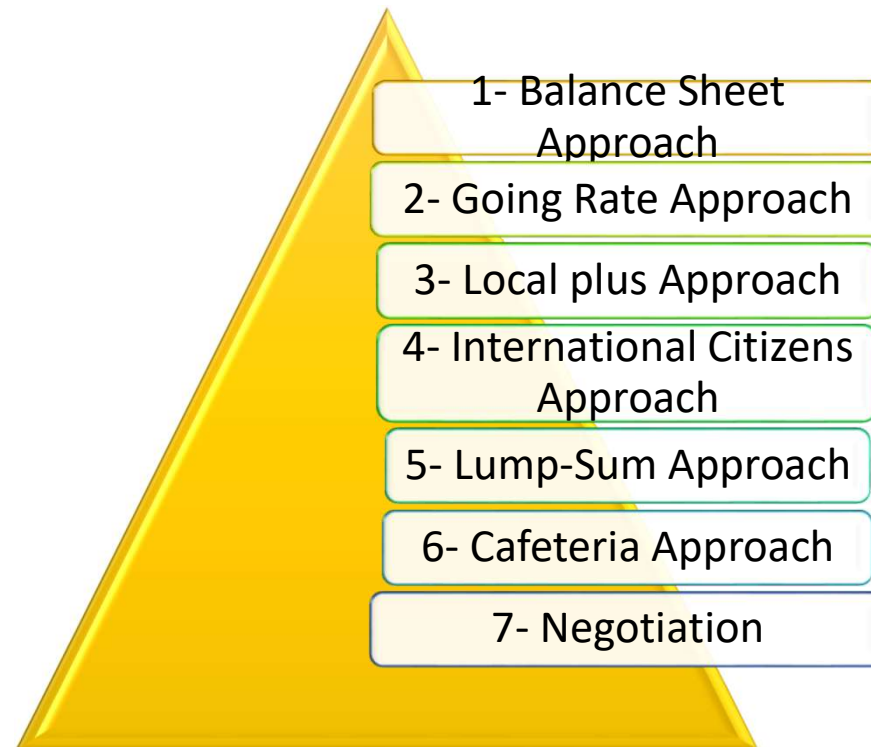 1- Balance Sheet
Approach
2- Going Rate Approach
3- Local plus Approach
4- International Citizens
Approach
5- Lump-Sum Approach
6- Cafeteria Approach
7- Negotiation